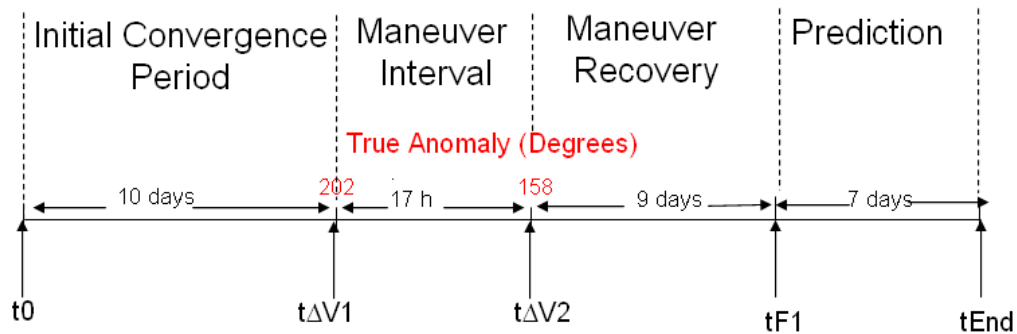 Initial Convergence Period
Maneuver Interval
Maneuver Recovery
Prediction
True Anomaly (Degrees)
202
158
10 days
17 h
9 days
7 days
t0
tΔV1
tΔV2
tF1
tEnd